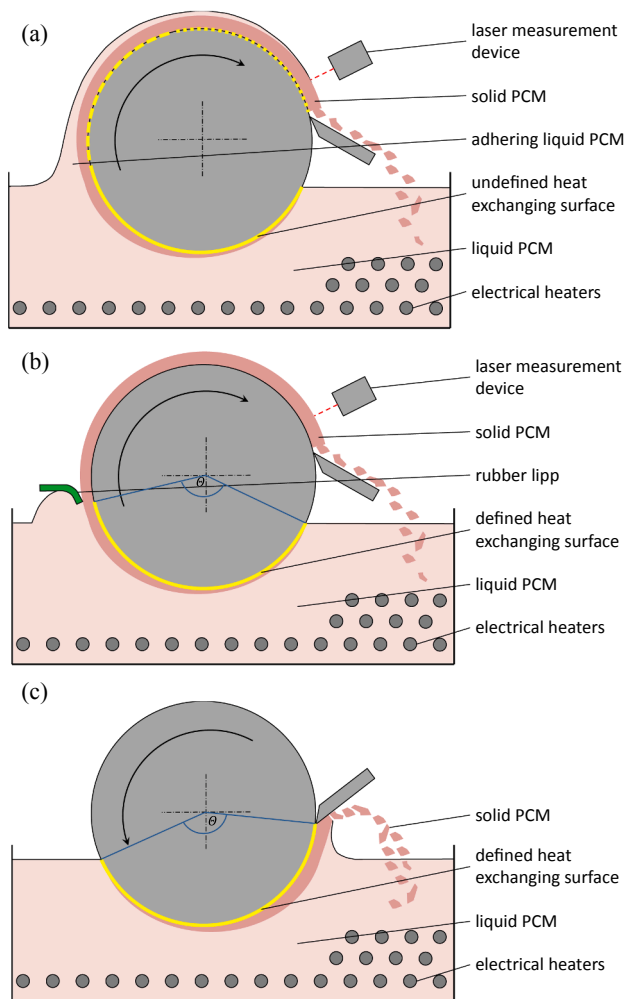 (a)
laser measurement
device
solid PCM
adhering liquid PCM
undefined heat
exchanging surface
liquid PCM
electrical heaters
(b)
laser measurement
device
solid PCM
rubber lipp
Θ
defined heat
exchanging surface
liquid PCM
electrical heaters
(c)
solid PCM
Θ
defined heat
exchanging surface
liquid PCM
electrical heaters